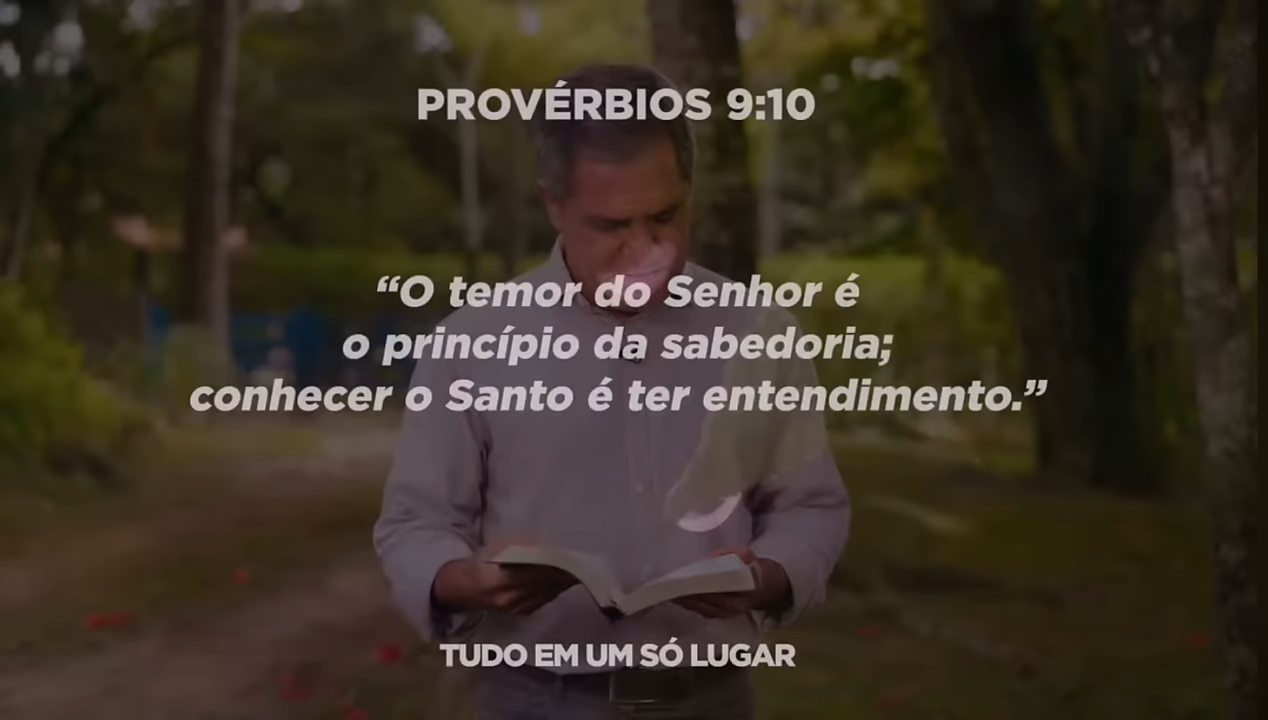 PROVÉRBIOS 9:10
“O temor do Senhor é
o princípio da sabedoria;
conhecer o Santo é ter entendimento.”
TUDO EM UM SÓ LUGAR